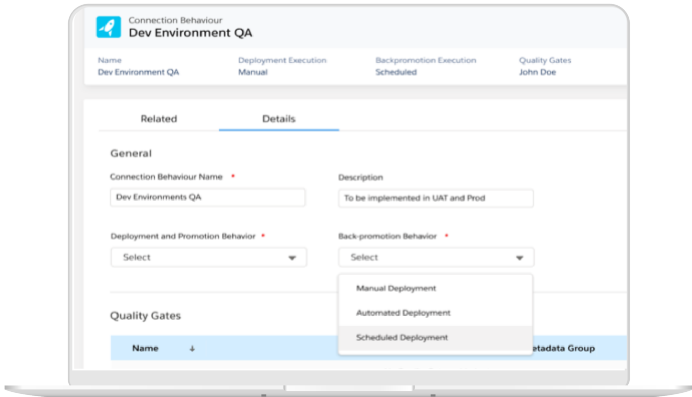 Connection Behaviour
Dev Environment QA
Name Deployment Execution Backpromotion Execution Quality Gates
Dev Environment QA Manual Scheduled John Doe
Related Details
General
Connection Behaviour Name * Description
Dev Environments QA To be implemented in UAT and Prod
Deployment and Promotion Behavior * Back-promotion Behavior *
Select Select
Manual Deployment
Automated Deployment
Scheduled Deployment
Quality Gates
Name ↓ etadata Group